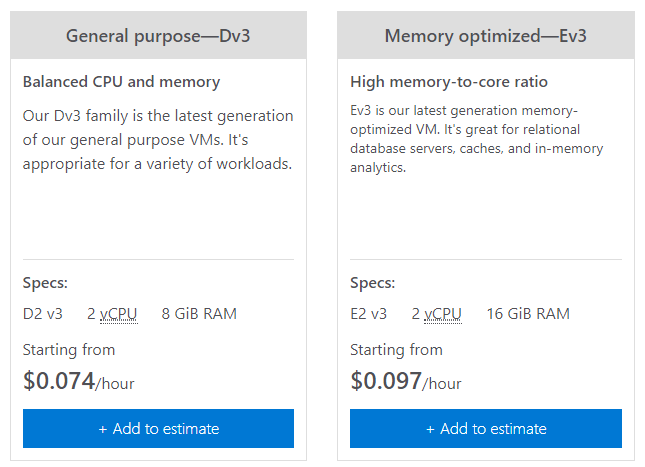 General purpose—Dv3
Balanced CPU and memory
Our Dv3 family is the latest generation
of our general purpose VMs. It's
appropriate for a variety of workloads.
Specs:
D2 v3 2 vCPU 8 GiB RAM
Starting from
$0.074/hour
+ Add to estimate
Memory optimized—Ev3
High memory-to-core ratio
Ev3 is our latest generation memory-
optimized VM. It's great for relational
database servers, caches, and in-memory
analytics.
Specs:
E2 v3 2 vCPU 16 GiB RAM
Starting from
$0.097/hour
+ Add to estimate